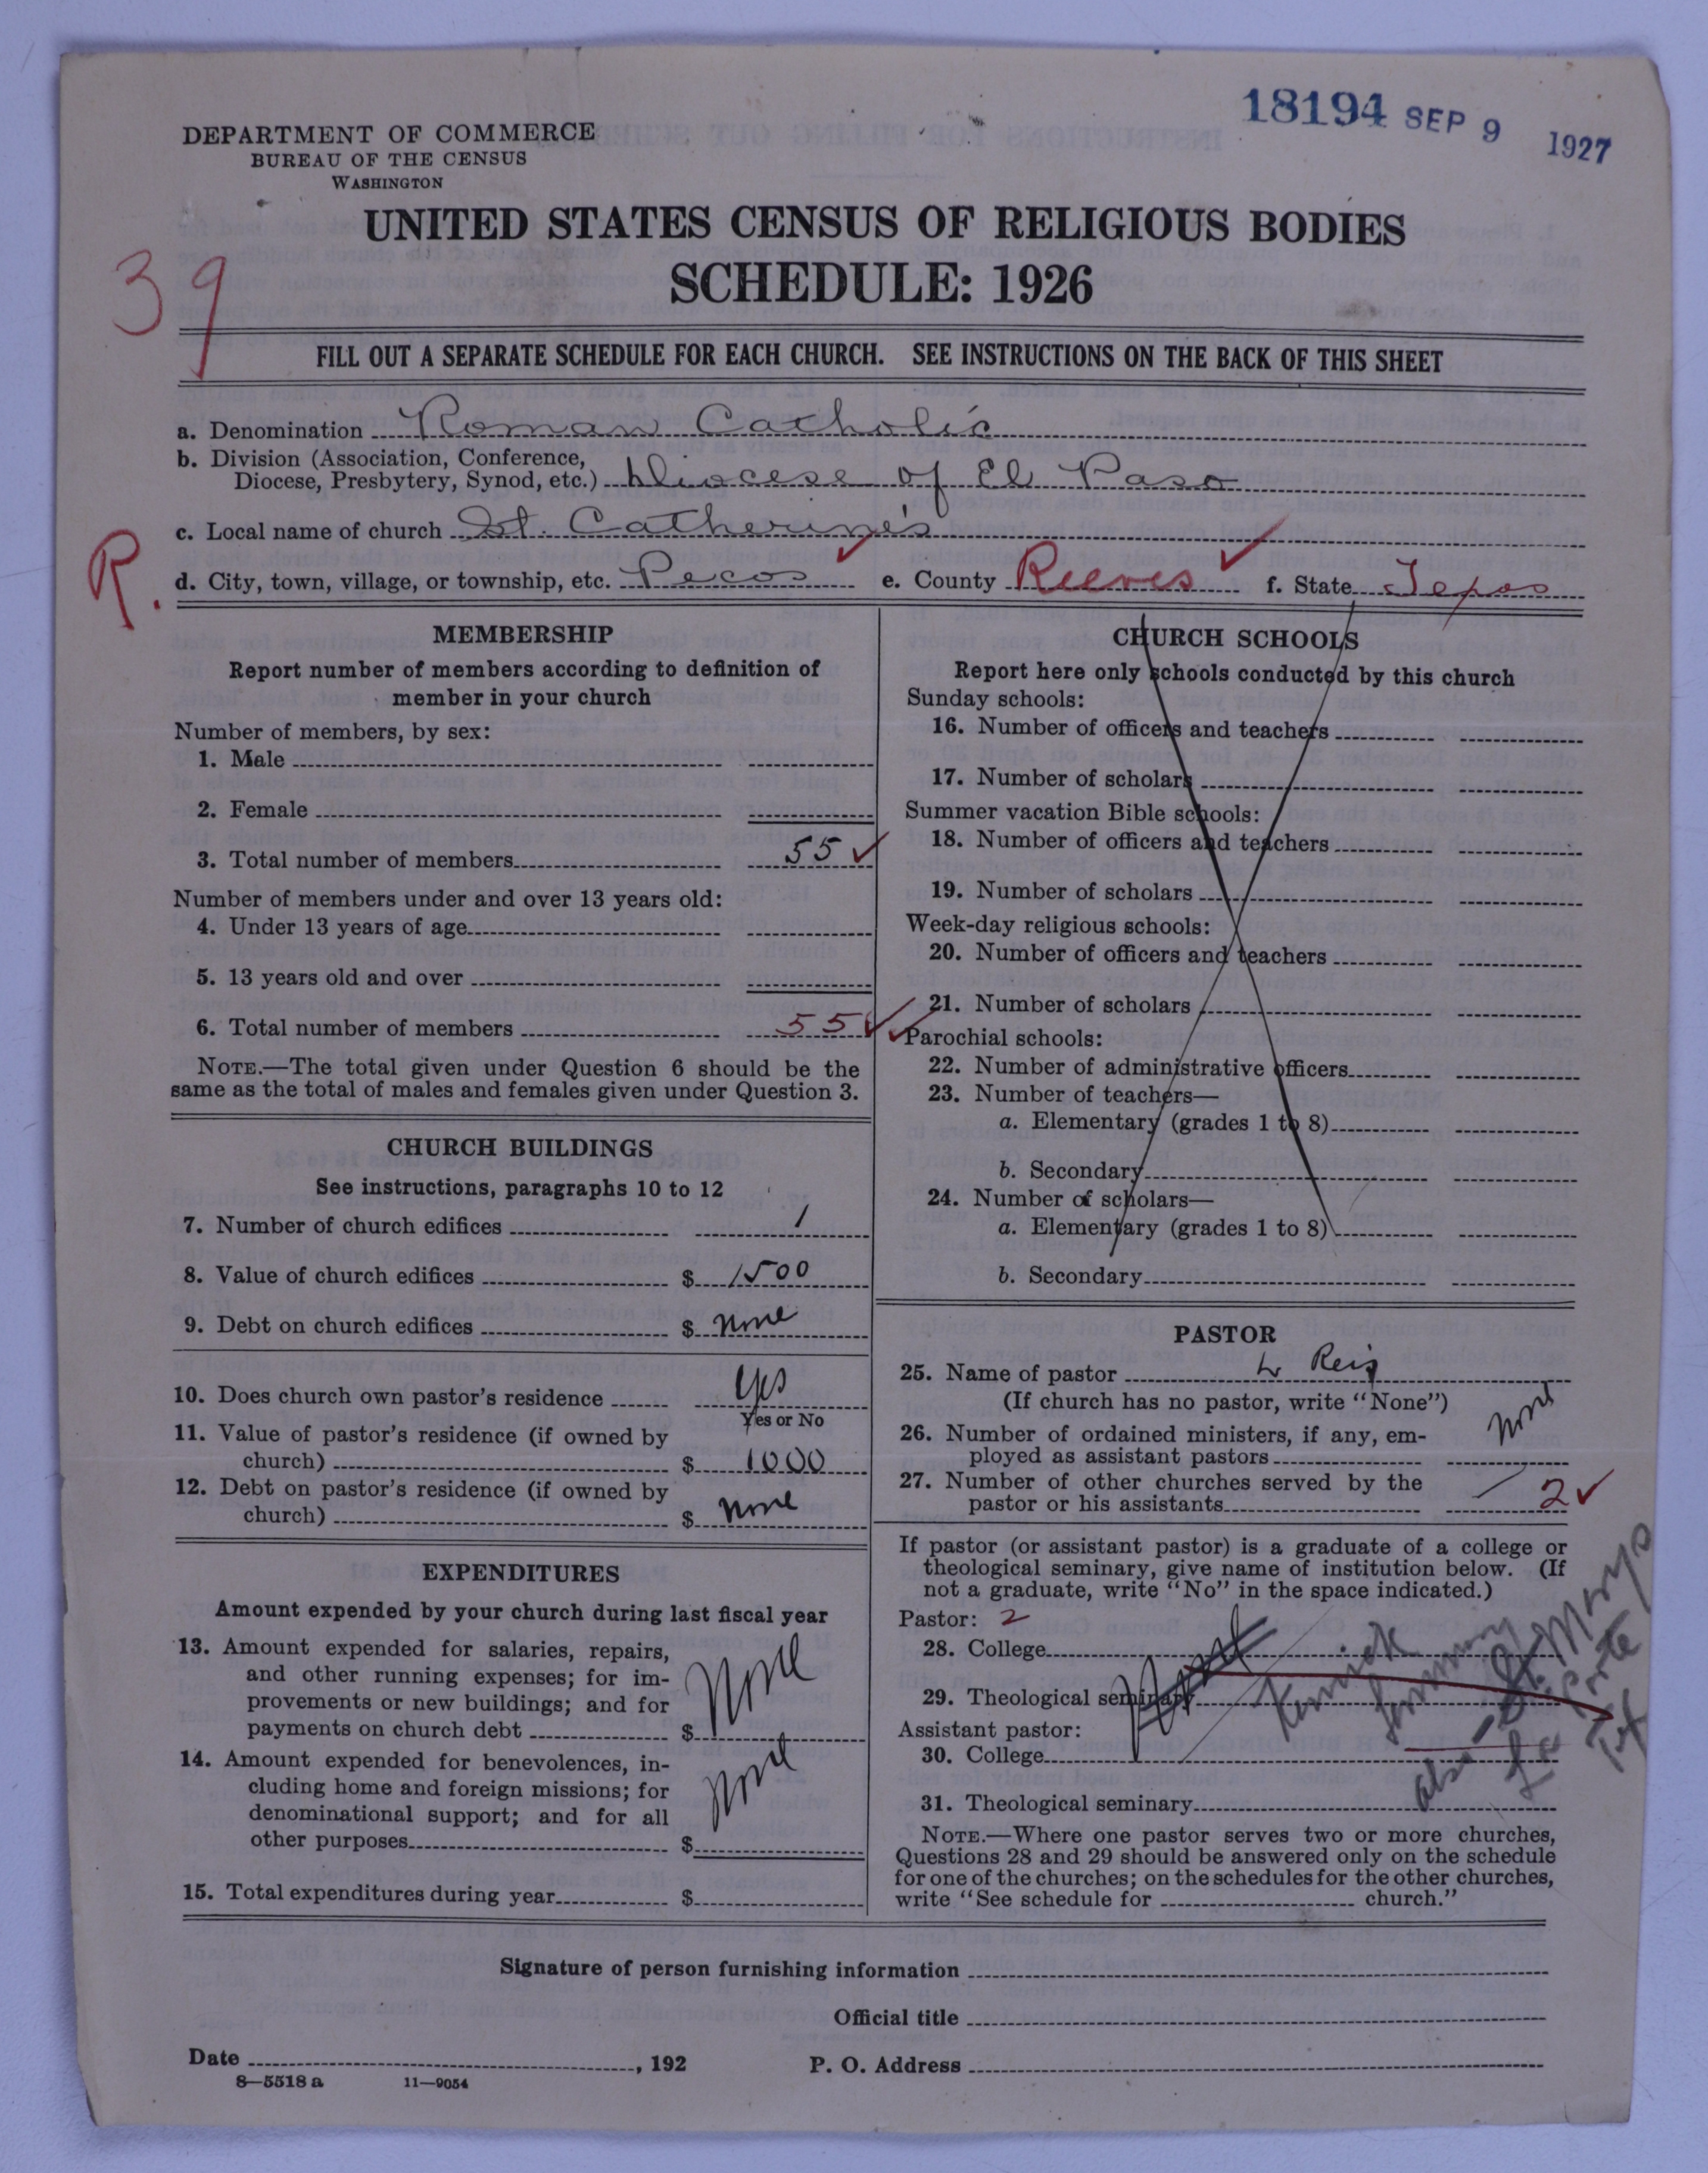 18194 SEP 9 1927
DEPARTMENT OF COMMERCE
BUREAU OF THE CENSUS
WASHINGTON
UNITED STATES CENSUS OF RELIGIOUS BODIES
SCHEDULE: 1926
39
FILL OUT A SEPARATE SCHEDULE FOR EACH CHURCH. SEE INSTRUCTIONS ON THE BACK OF THIS SHEET
a. Denomination Roman Catholic
b. Division (Association, Conference,
Diocese, Presbytery, Synod, etc.) Diocese of El Paso
c. Local name of church St. Catherine's
R.
d. City, town, village, or township, etc. Pecos ✓ e. County Reeves ✓ f. State Texas
MEMBERSHIP
Report number of members according to definition of
member in your church
Number of members, by sex:
1. Male
2. Female
3. Total number of members 55 ✓
Number of members under and over 13 years old:
4. Under 13 years of age
5. 13 years old and over
6. Total number of members 55 ✓ ✓
NOTE.—The total given under Question 6 should be the
same as the total of males and females given under Question 3.
CHURCH BUILDINGS
See instructions, paragraphs 10 to 12
7. Number of church edifices 1
8. Value of church edifices $ 1500
9. Debt on church edifices $ none
10. Does church own pastor's residence yes
Yes or No
11. Value of pastor's residence (if owned by
church) $ 1000
12. Debt on pastor's residence (if owned by
church) $ none
EXPENDITURES
Amount expended by your church during last fiscal year
13. Amount expended for salaries, repairs,
and other running expenses; for im-
provements or new buildings; and for
payments on church debt $ None
14. Amount expended for benevolences, in-
cluding home and foreign missions; for
denominational support; and for all
other purposes $ none
15. Total expenditures during year $
CHURCH SCHOOLS
Report here only schools conducted by this church
Sunday schools:
16. Number of officers and teachers
17. Number of scholars
Summer vacation Bible schools:
18. Number of officers and teachers
19. Number of scholars
Week-day religious schools:
20. Number of officers and teachers
21. Number of scholars
Parochial schools:
22. Number of administrative officers
23. Number of teachers—
a. Elementary (grades 1 to 8)
b. Secondary
24. Number of scholars—
a. Elementary (grades 1 to 8)
b. Secondary
PASTOR
25. Name of pastor Reis
(If church has no pastor, write "None")
26. Number of ordained ministers, if any, em-
ployed as assistant pastors none
27. Number of other churches served by the
pastor or his assistants 2 ✓
If pastor (or assistant pastor) is a graduate of a college or
theological seminary, give name of institution below. (If
not a graduate, write "No" in the space indicated.)
Pastor: 2
28. College
29. Theological seminary Kenrick Seminary
also St. Marys
La Porte
Tex
Assistant pastor:
30. College
31. Theological seminary
NOTE.—Where one pastor serves two or more churches,
Questions 28 and 29 should be answered only on the schedule
for one of the churches; on the schedules for the other churches,
write "See schedule for church."
Signature of person furnishing information
Official title
Date , 192 P. O. Address
8—5518 a 11—9054